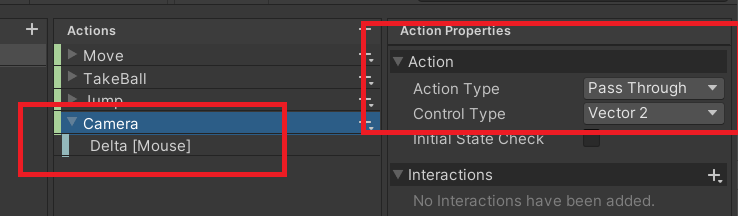 Actions
Move
TakeBall
Jump
Camera
Delta [Mouse]
Action Properties
Action
Action Type Pass Through
Control Type Vector 2
Initial State Check
Interactions
No Interactions have been added.